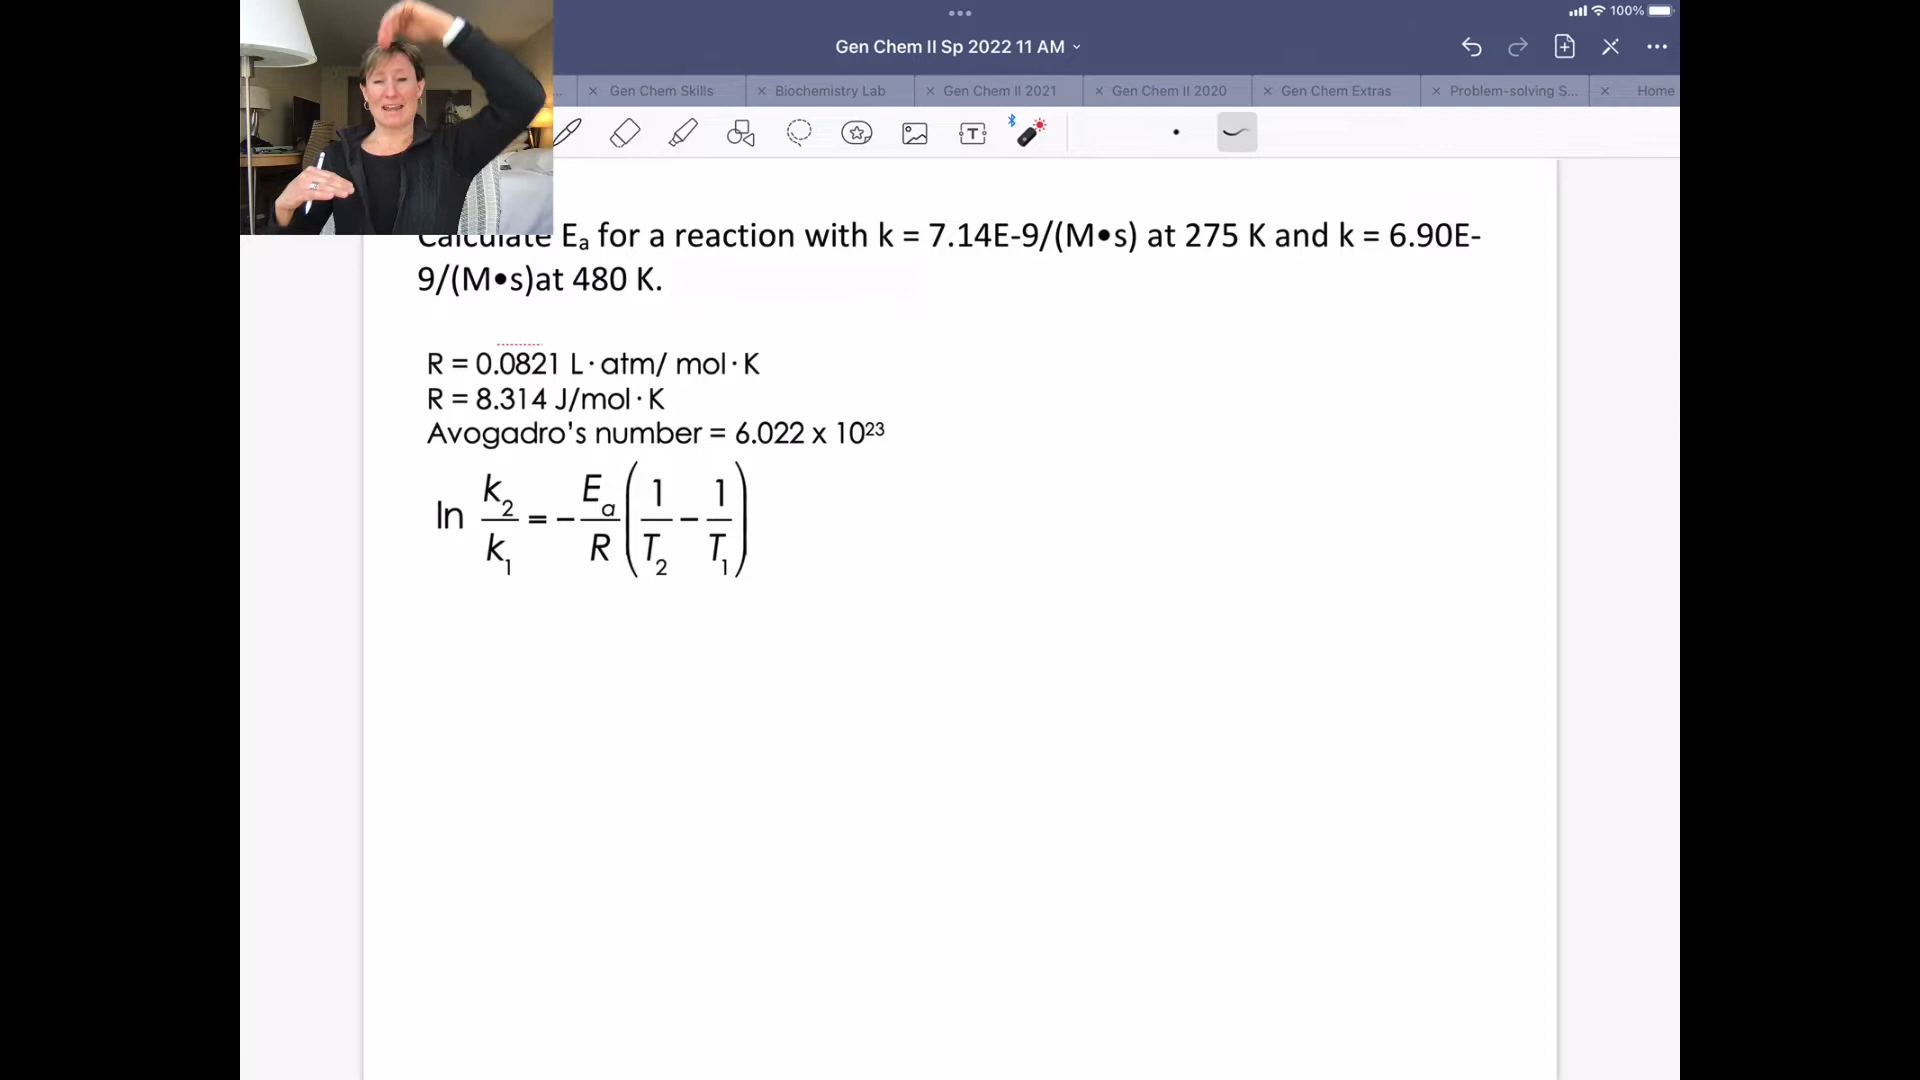 100%
Gen Chem II Sp 2022 11 AM
... Gen Chem Skills Biochemistry Lab Gen Chem II 2021 Gen Chem II 2020 Gen Chem Extras Problem-solving S... Home
T
Calculate Eₐ for a reaction with k = 7.14E-9/(M•s) at 275 K and k = 6.90E-
9/(M•s)at 480 K.
R = 0.0821 L· atm/ mol · K
R = 8.314 J/mol · K
Avogadro's number = 6.022 x 10²³
ln k₂/k₁ = -Eₐ/R (1/T₂ - 1/T₁)